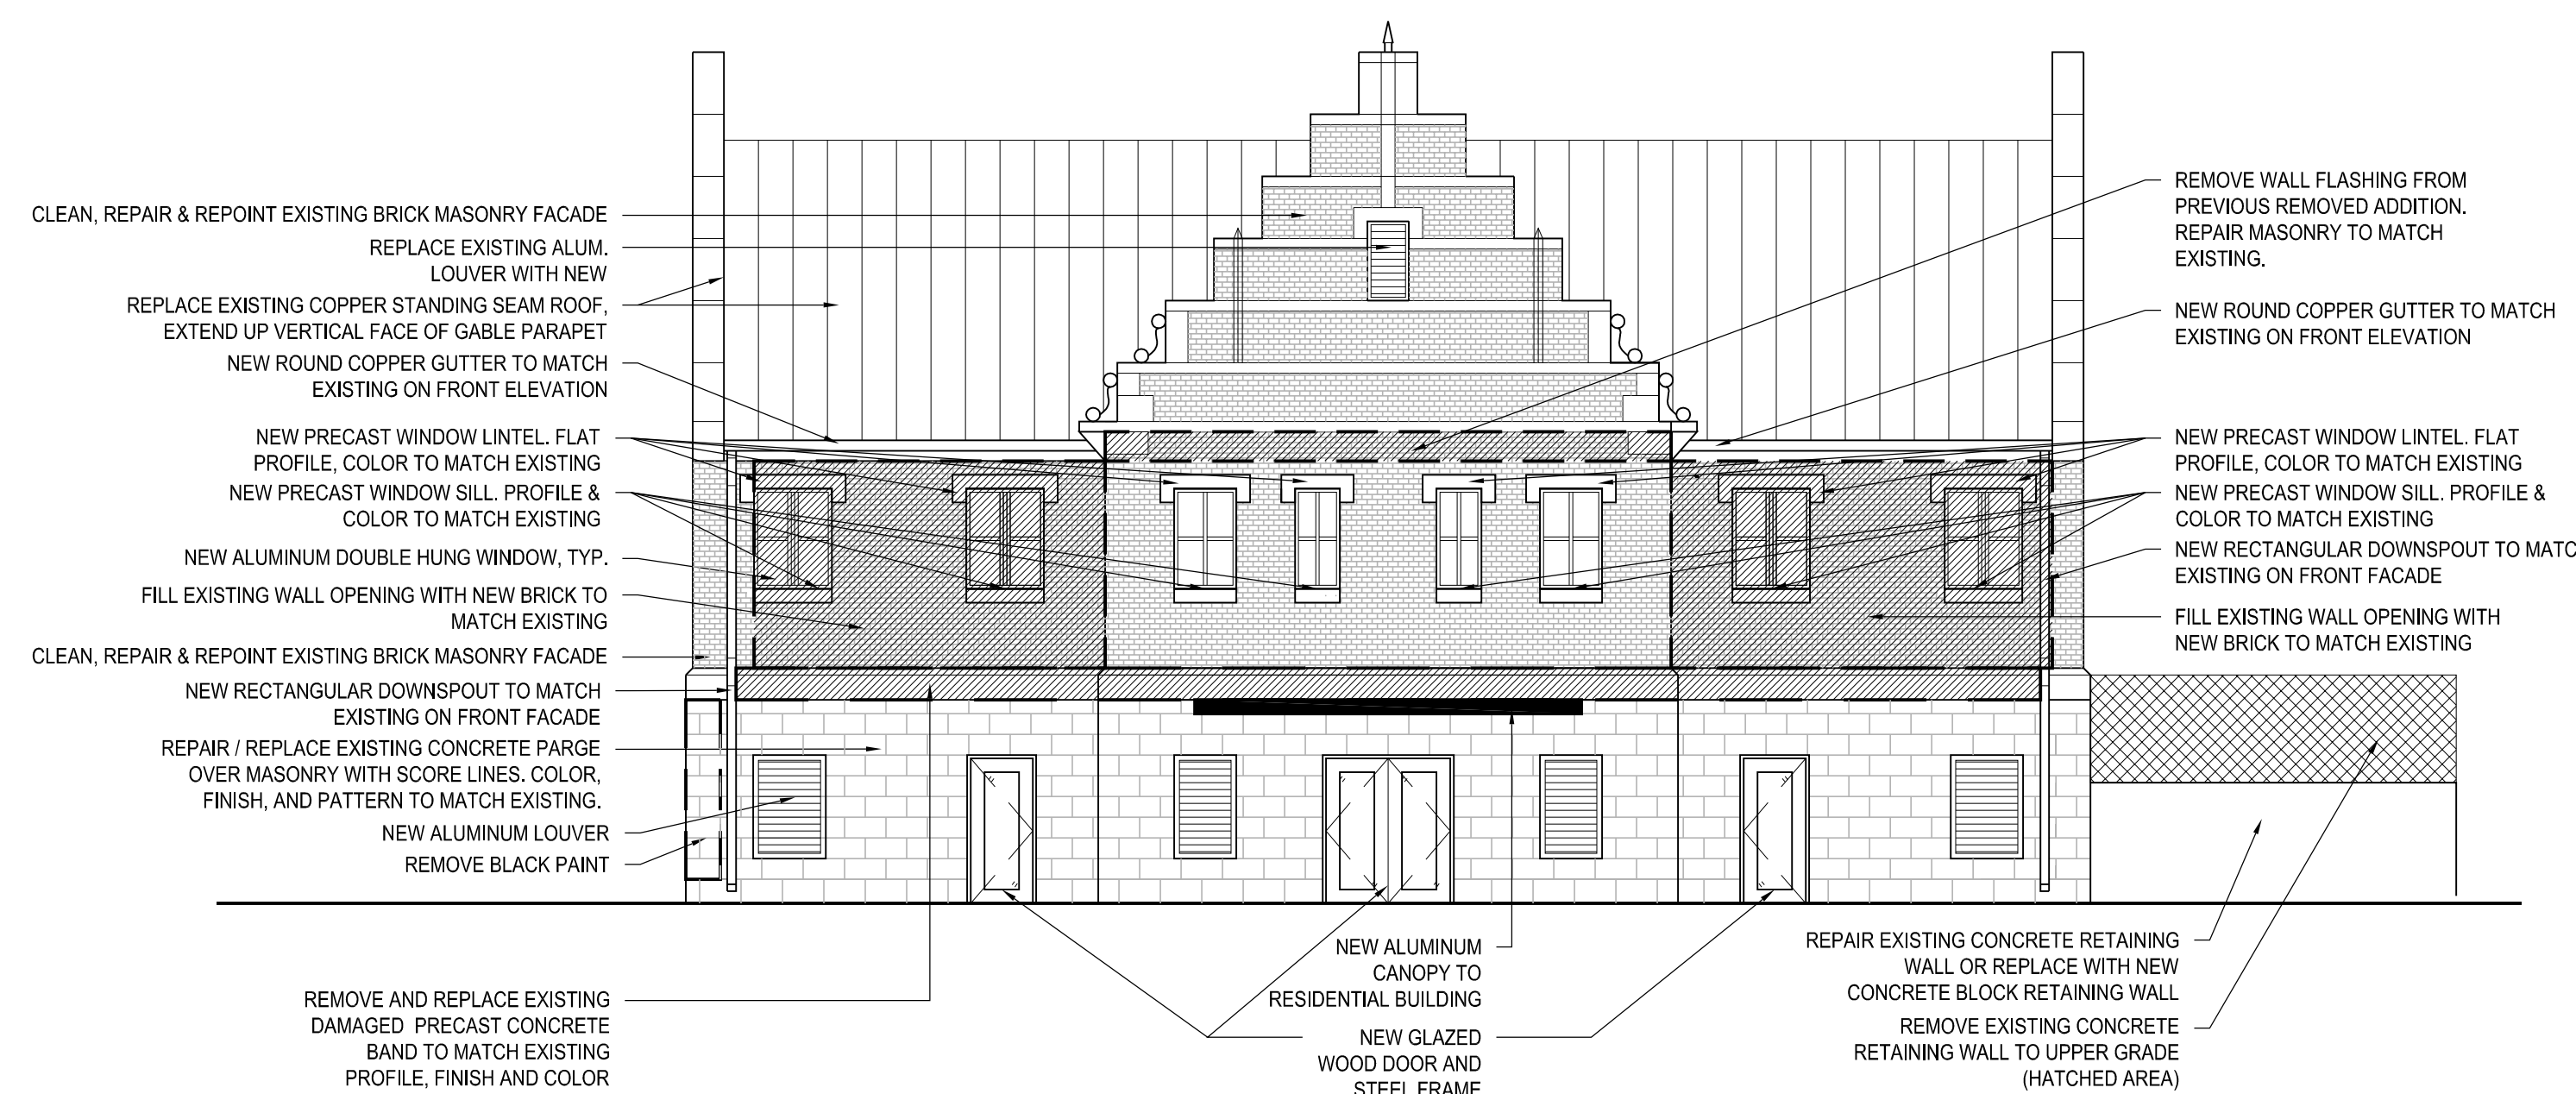 CLEAN, REPAIR & REPOINT EXISTING BRICK MASONRY FACADE
REPLACE EXISTING ALUM.
LOUVER WITH NEW
REPLACE EXISTING COPPER STANDING SEAM ROOF,
EXTEND UP VERTICAL FACE OF GABLE PARAPET
NEW ROUND COPPER GUTTER TO MATCH
EXISTING ON FRONT ELEVATION
NEW PRECAST WINDOW LINTEL. FLAT
PROFILE, COLOR TO MATCH EXISTING
NEW PRECAST WINDOW SILL. PROFILE &
COLOR TO MATCH EXISTING
NEW ALUMINUM DOUBLE HUNG WINDOW, TYP.
FILL EXISTING WALL OPENING WITH NEW BRICK TO
MATCH EXISTING
CLEAN, REPAIR & REPOINT EXISTING BRICK MASONRY FACADE
NEW RECTANGULAR DOWNSPOUT TO MATCH
EXISTING ON FRONT FACADE
REPAIR / REPLACE EXISTING CONCRETE PARGE
OVER MASONRY WITH SCORE LINES. COLOR,
FINISH, AND PATTERN TO MATCH EXISTING.
NEW ALUMINUM LOUVER
REMOVE BLACK PAINT
REMOVE AND REPLACE EXISTING
DAMAGED PRECAST CONCRETE
BAND TO MATCH EXISTING
PROFILE, FINISH AND COLOR
NEW ALUMINUM
CANOPY TO
RESIDENTIAL BUILDING
NEW GLAZED
WOOD DOOR AND
STEEL FRAME
REMOVE WALL FLASHING FROM
PREVIOUS REMOVED ADDITION.
REPAIR MASONRY TO MATCH
EXISTING.
NEW ROUND COPPER GUTTER TO MATCH
EXISTING ON FRONT ELEVATION
NEW PRECAST WINDOW LINTEL. FLAT
PROFILE, COLOR TO MATCH EXISTING
NEW PRECAST WINDOW SILL. PROFILE &
COLOR TO MATCH EXISTING
NEW RECTANGULAR DOWNSPOUT TO MATC
EXISTING ON FRONT FACADE
FILL EXISTING WALL OPENING WITH
NEW BRICK TO MATCH EXISTING
REPAIR EXISTING CONCRETE RETAINING
WALL OR REPLACE WITH NEW
CONCRETE BLOCK RETAINING WALL
REMOVE EXISTING CONCRETE
RETAINING WALL TO UPPER GRADE
(HATCHED AREA)